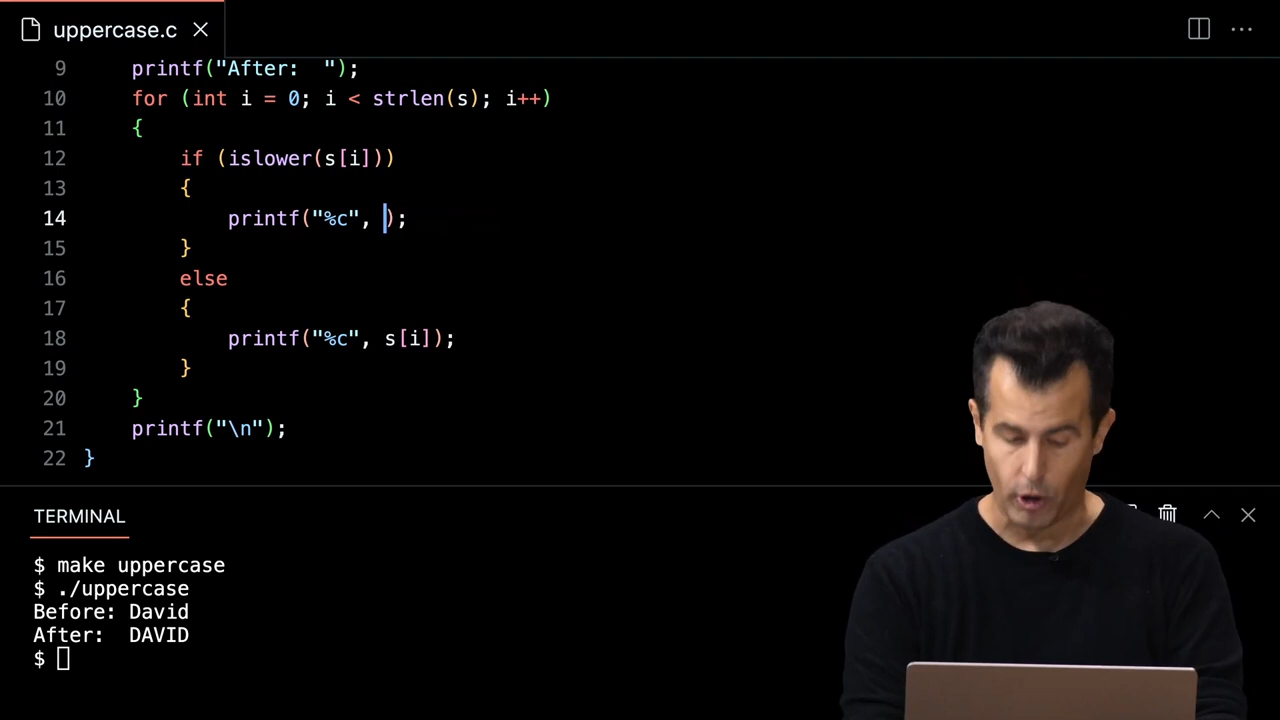 uppercase.c
9 printf("After:  ");
10 for (int i = 0; i < strlen(s); i++)
11 {
12 if (islower(s[i]))
13 {
14 printf("%c", );
15 }
16 else
17 {
18 printf("%c", s[i]);
19 }
20 }
21 printf("\n");
22 }
TERMINAL
$ make uppercase
$ ./uppercase
Before: David
After:  DAVID
$